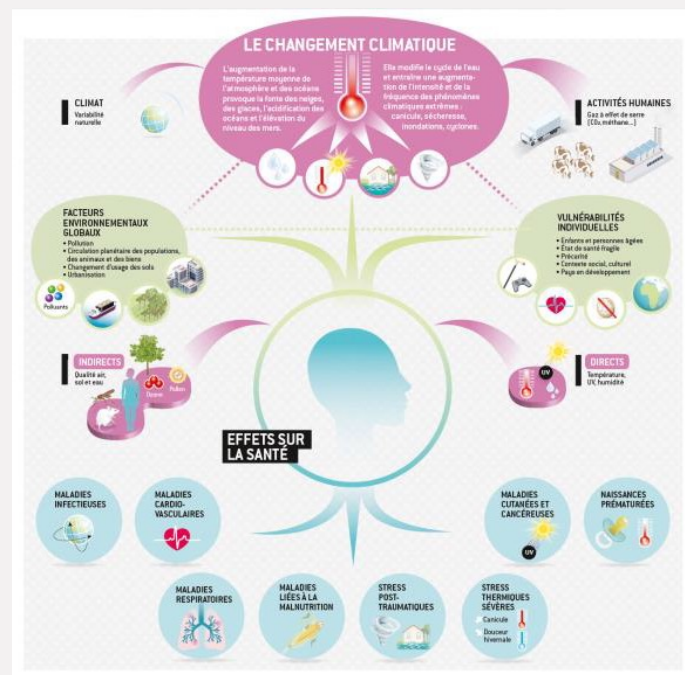 LE CHANGEMENT CLIMATIQUE
L'augmentation de la
température moyenne de
l'atmosphère et des océans
provoque la fonte des neiges,
des glaces, l'acidification des
océans et l'élévation du
niveau des mers.
Elle modifie le cycle de l'eau
et entraîne une augmenta-
tion de l'intensité et de la
fréquence des phénomènes
climatiques extrêmes :
canicule, sécheresse,
inondations, cyclones.
CLIMAT
Variabilité
naturelle
ACTIVITÉS HUMAINES
Gaz à effet de serre
(CO₂, méthane...)
FACTEURS
ENVIRONNEMENTAUX
GLOBAUX
• Pollution
• Circulation planétaire des populations,
des animaux et des biens
• Changement d'usage des sols
• Urbanisation
Polluants
VULNÉRABILITÉS
INDIVIDUELLES
• Enfants et personnes âgées
• État de santé fragile
• Précarité
• Contexte social, culturel
• Pays en développement
INDIRECTS
Qualité air,
sol et eau
Ozone
Pollen
DIRECTS
Température,
UV, humidité
UV
EFFETS SUR
LA SANTÉ
MALADIES
INFECTIEUSES
MALADIES
CARDIO-
VASCULAIRES
MALADIES
CUTANÉES ET
CANCÉREUSES
UV
NAISSANCES
PRÉMATURÉES
MALADIES
RESPIRATOIRES
MALADIES
LIÉES À LA
MALNUTRITION
STRESS
POST-
TRAUMATIQUES
STRESS
THERMIQUES
SÉVÈRES
Canicule
Douceur
hivernale